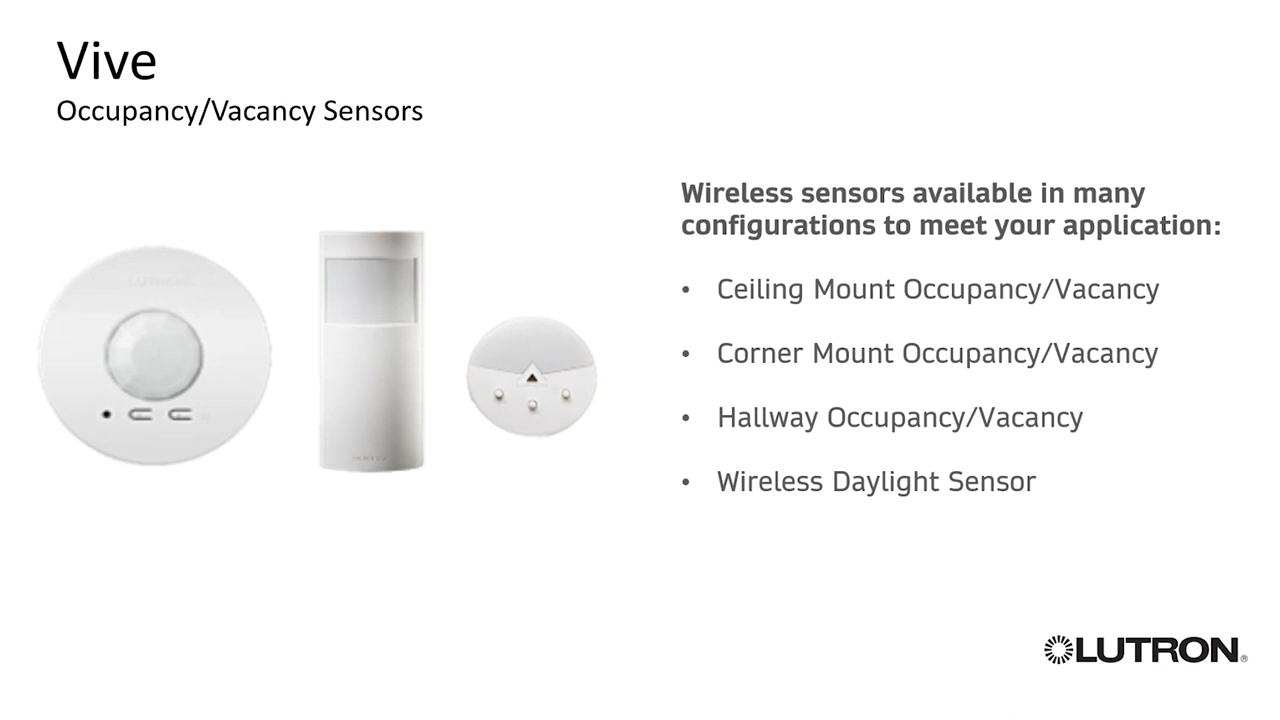 Vive
Occupancy/Vacancy Sensors
Wireless sensors available in many
configurations to meet your application:
• Ceiling Mount Occupancy/Vacancy
• Corner Mount Occupancy/Vacancy
• Hallway Occupancy/Vacancy
• Wireless Daylight Sensor
LUTRON
LUTRON®